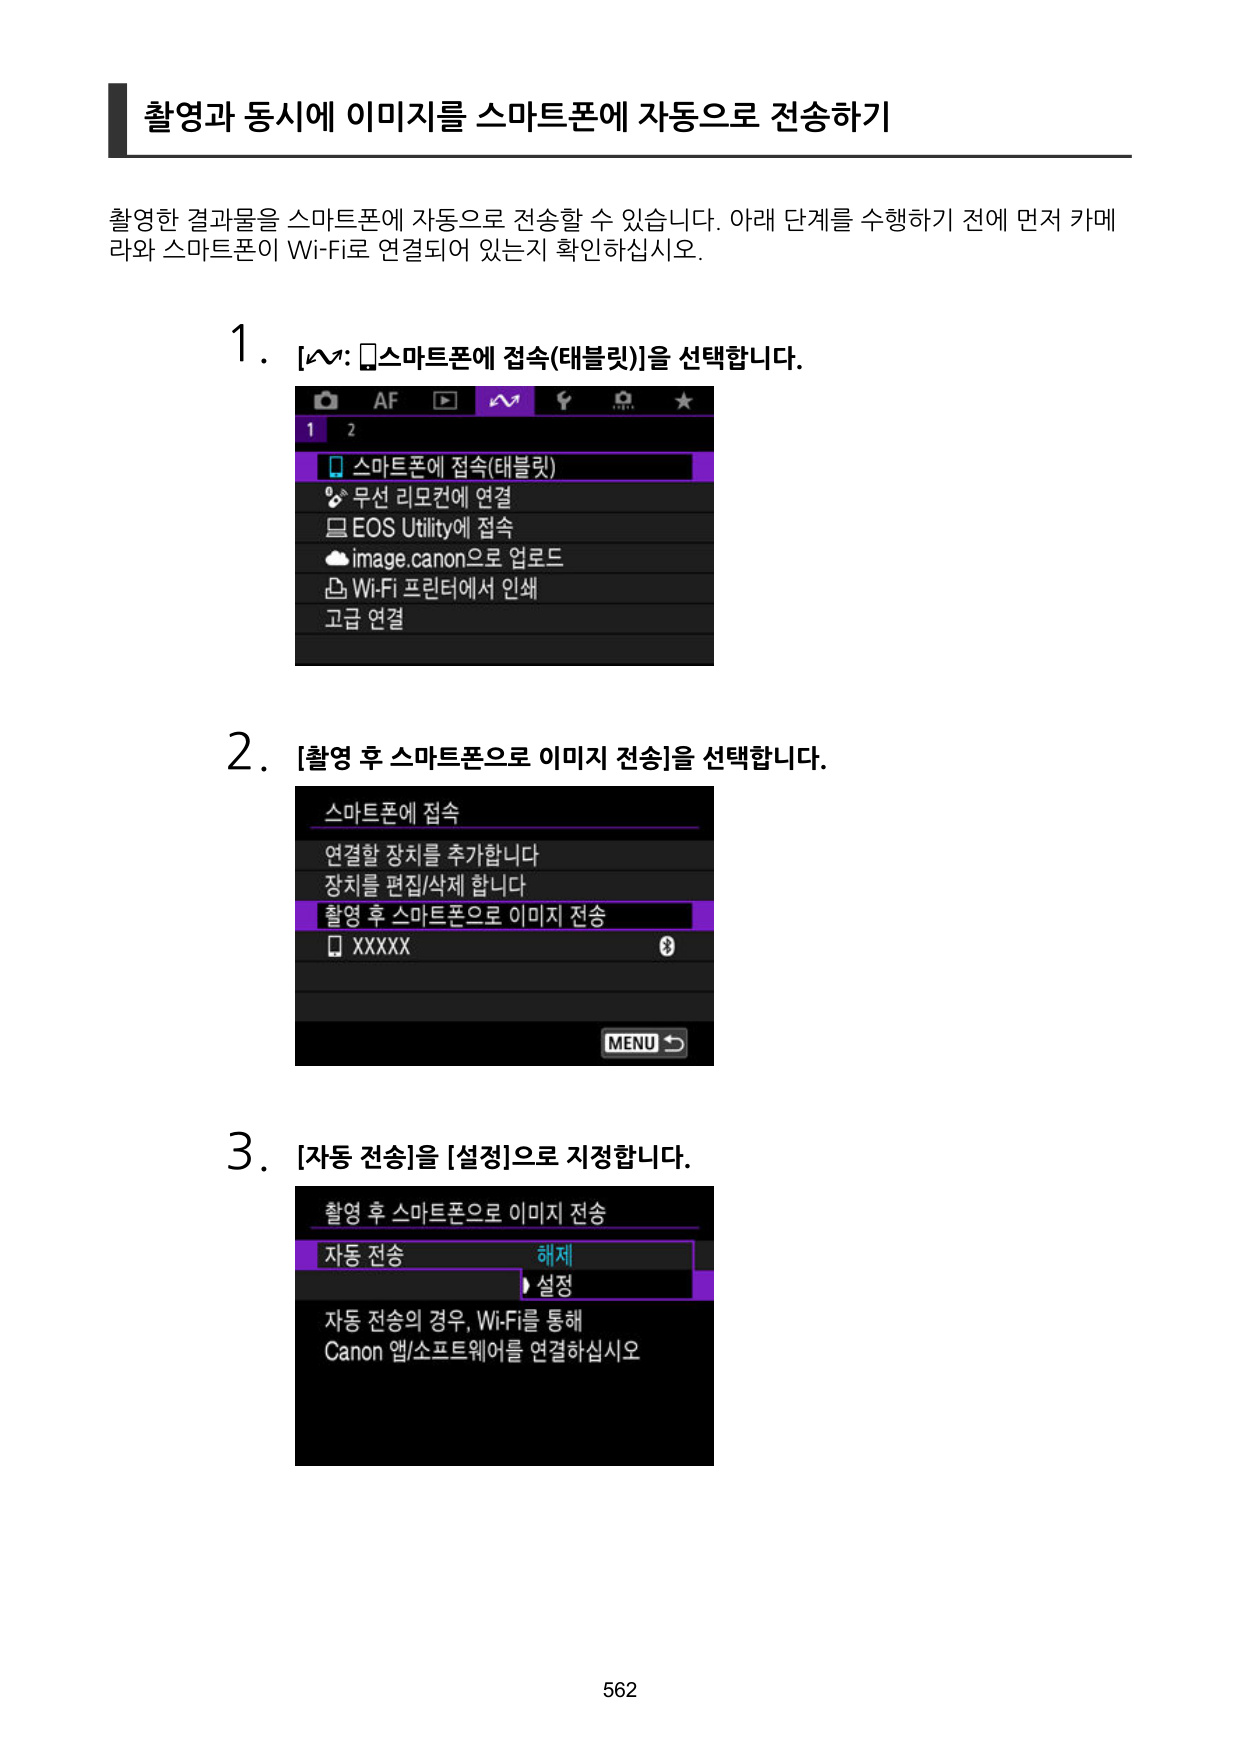 촬영과 동시에 이미지를 스마트폰에 자동으로 전송하기
촬영한 결과물을 스마트폰에 자동으로 전송할 수 있습니다. 아래 단계를 수행하기 전에 먼저 카메
라와 스마트폰이 Wi-Fi로 연결되어 있는지 확인하십시오.
1. [: 스마트폰에 접속(태블릿)]을 선택합니다.
AF
1 2
스마트폰에 접속(태블릿)
무선 리모컨에 연결
EOS Utility에 접속
image.canon으로 업로드
Wi-Fi 프린터에서 인쇄
고급 연결
2. [촬영 후 스마트폰으로 이미지 전송]을 선택합니다.
스마트폰에 접속
연결할 장치를 추가합니다
장치를 편집/삭제 합니다
촬영 후 스마트폰으로 이미지 전송
XXXXX
MENU
3. [자동 전송]을 [설정]으로 지정합니다.
촬영 후 스마트폰으로 이미지 전송
자동 전송 해제
설정
자동 전송의 경우, Wi-Fi를 통해
Canon 앱/소프트웨어를 연결하십시오
562